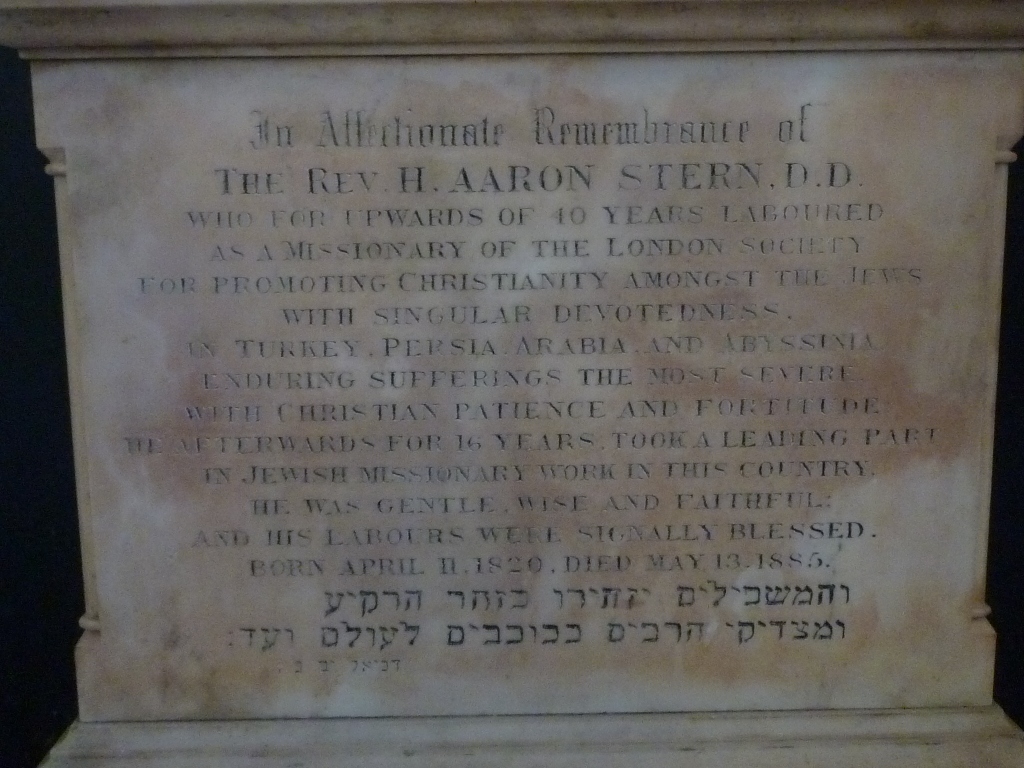 In Affectionate Remembrance of
THE REV. H. AARON STERN, D.D.
WHO FOR UPWARDS OF 40 YEARS LABOURED
AS A MISSIONARY OF THE LONDON SOCIETY
FOR PROMOTING CHRISTIANITY AMONGST THE JEWS
WITH SINGULAR DEVOTEDNESS.
IN TURKEY, PERSIA, ARABIA, AND ABYSSINIA
ENDURING SUFFERINGS THE MOST SEVERE
WITH CHRISTIAN PATIENCE AND FORTITUDE
HE AFTERWARDS FOR 16 YEARS, TOOK A LEADING PART
IN JEWISH MISSIONARY WORK IN THIS COUNTRY.
HE WAS GENTLE, WISE AND FAITHFUL:
AND HIS LABOURS WERE SIGNALLY BLESSED.
BORN APRIL 11. 1820, DIED MAY 13. 1885.
והמשכילים יזהירו כזהר הרקיע
ומצדיקי הרבים ככוכבים לעולם ועד:
דניאל יב ג.